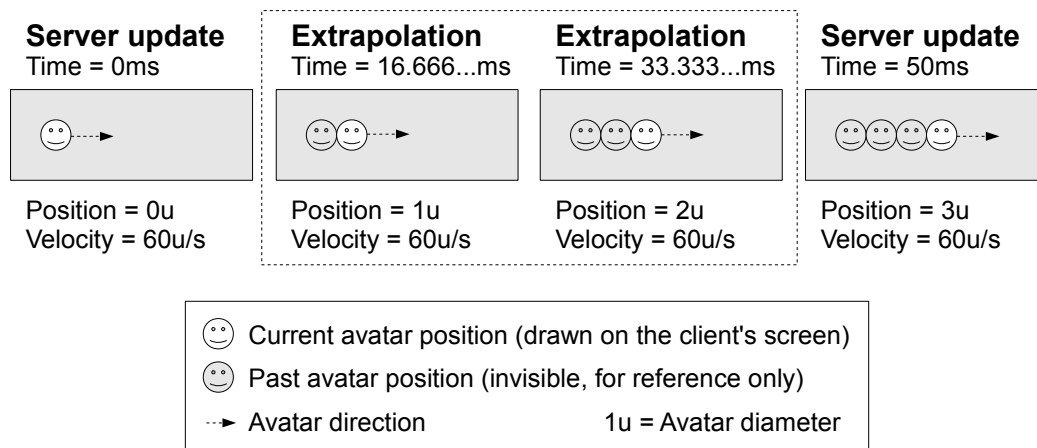 Server update
Time = 0ms
Position = 0u
Velocity = 60u/s
Extrapolation
Time = 16.666...ms
Position = 1u
Velocity = 60u/s
Extrapolation
Time = 33.333...ms
Position = 2u
Velocity = 60u/s
Server update
Time = 50ms
Position = 3u
Velocity = 60u/s
Current avatar position (drawn on the client's screen)
Past avatar position (invisible, for reference only)
Avatar direction
1u = Avatar diameter